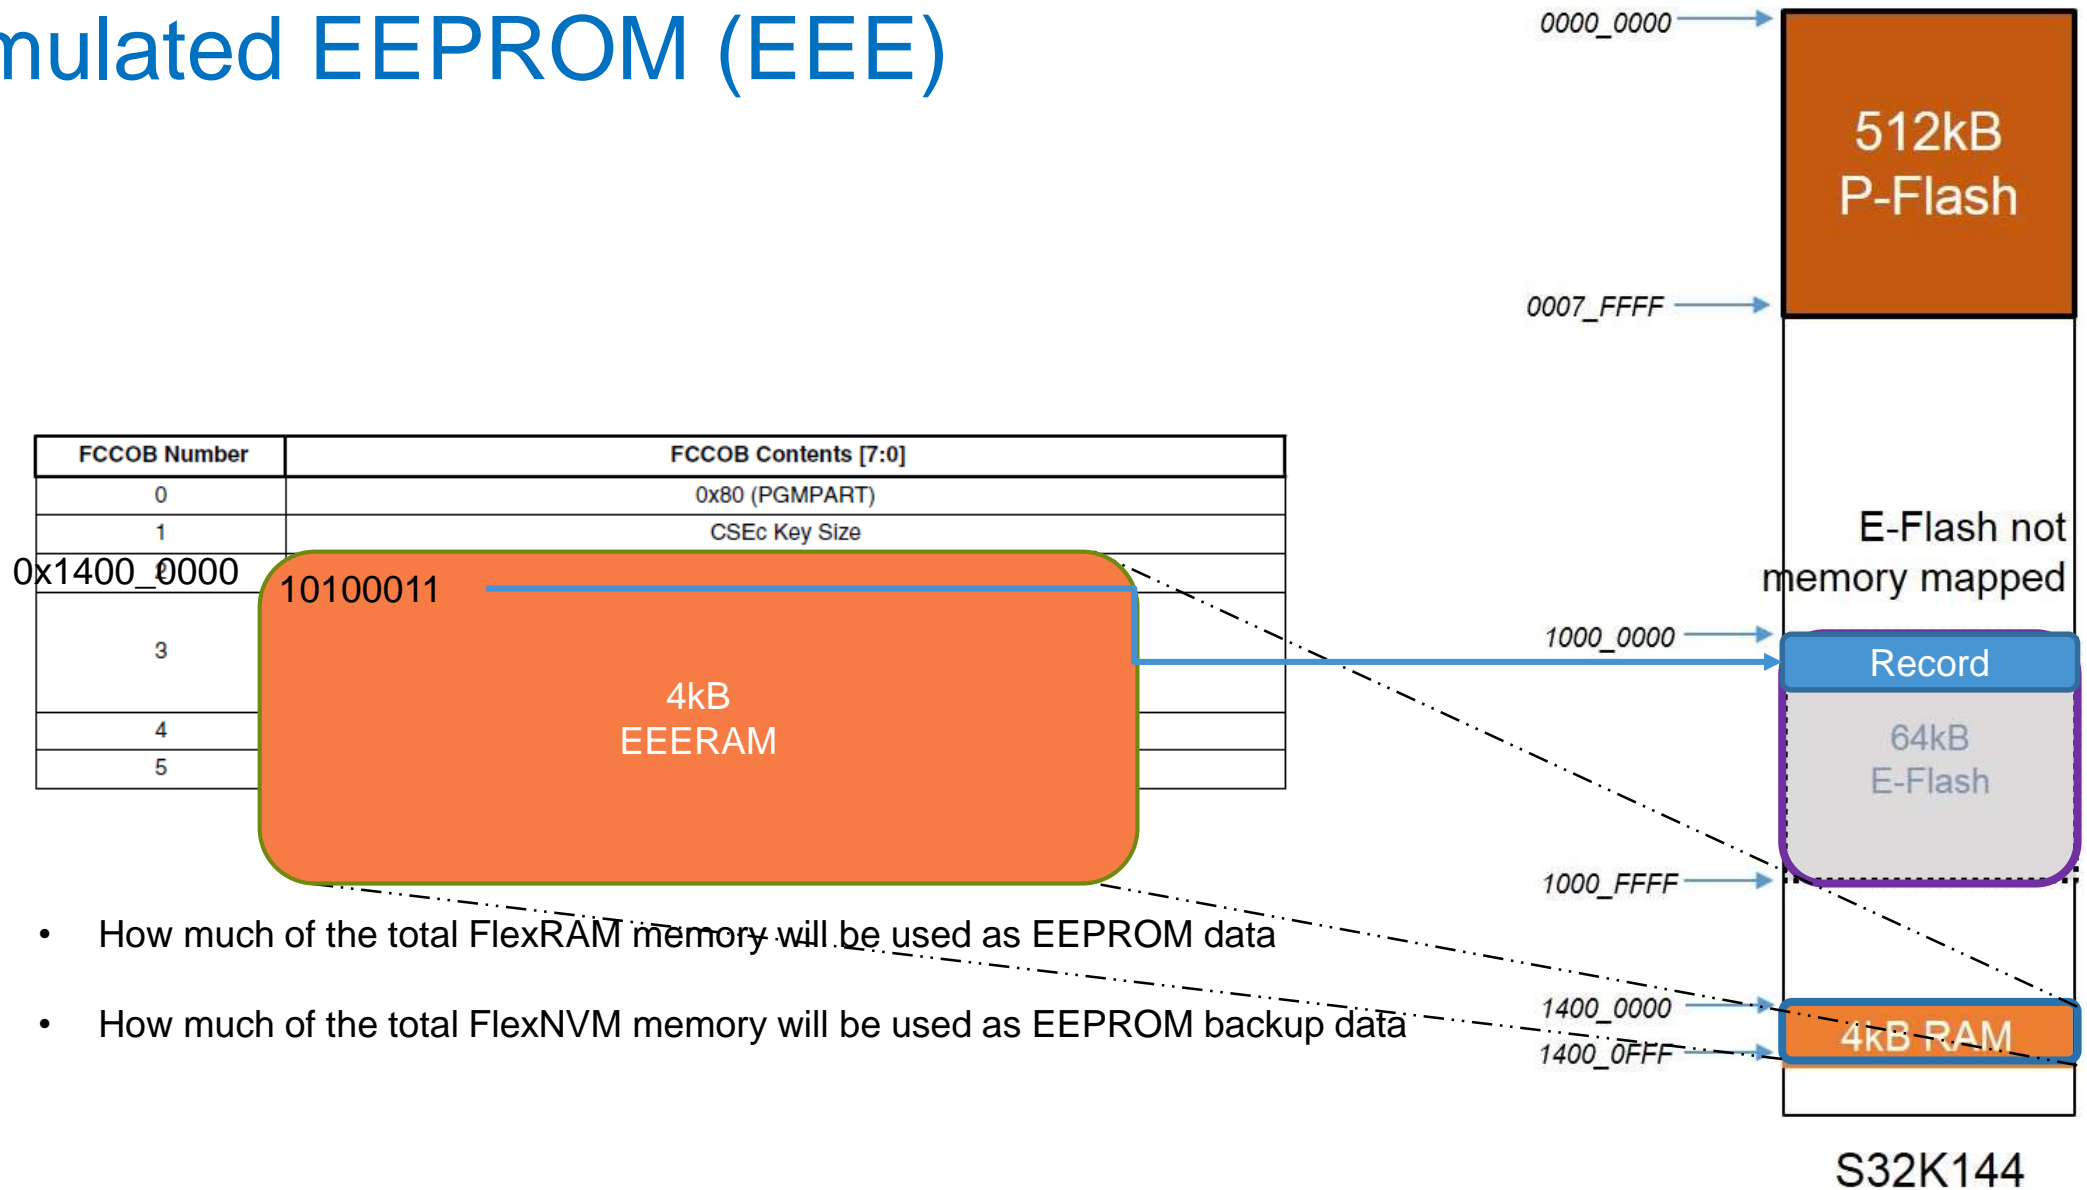 mulated EEPROM (EEE)
0000_0000
512kB
P-Flash
0007_FFFF
FCCOB Number FCCOB Contents [7:0]
0 0x80 (PGMPART)
1 CSEc Key Size
2
0x1400_0000
10100011
3
4kB
EEERAM
4
5
E-Flash not
memory mapped
1000_0000
Record
64kB
E-Flash
1000_FFFF
• How much of the total FlexRAM memory will be used as EEPROM data
• How much of the total FlexNVM memory will be used as EEPROM backup data
1400_0000
4kB RAM
1400_0FFF
S32K144